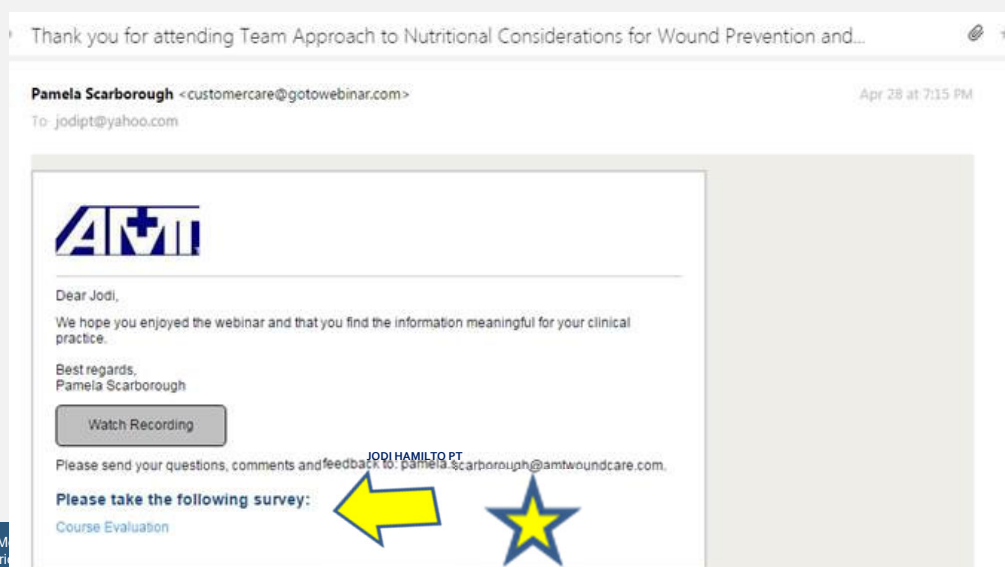 Thank you for attending Team Approach to Nutritional Considerations for Wound Prevention and...
Pamela Scarborough <customercare@gotowebinar.com>
Apr 28 at 7:15 PM
To jodipt@yahoo.com
AMT
Dear Jodi,
We hope you enjoyed the webinar and that you find the information meaningful for your clinical
practice.
Best regards,
Pamela Scarborough
Watch Recording
JODI HAMILTO PT
Please send your questions, comments and feedback to: pamela.scarborough@amtwoundcare.com.
Please take the following survey:
Course Evaluation